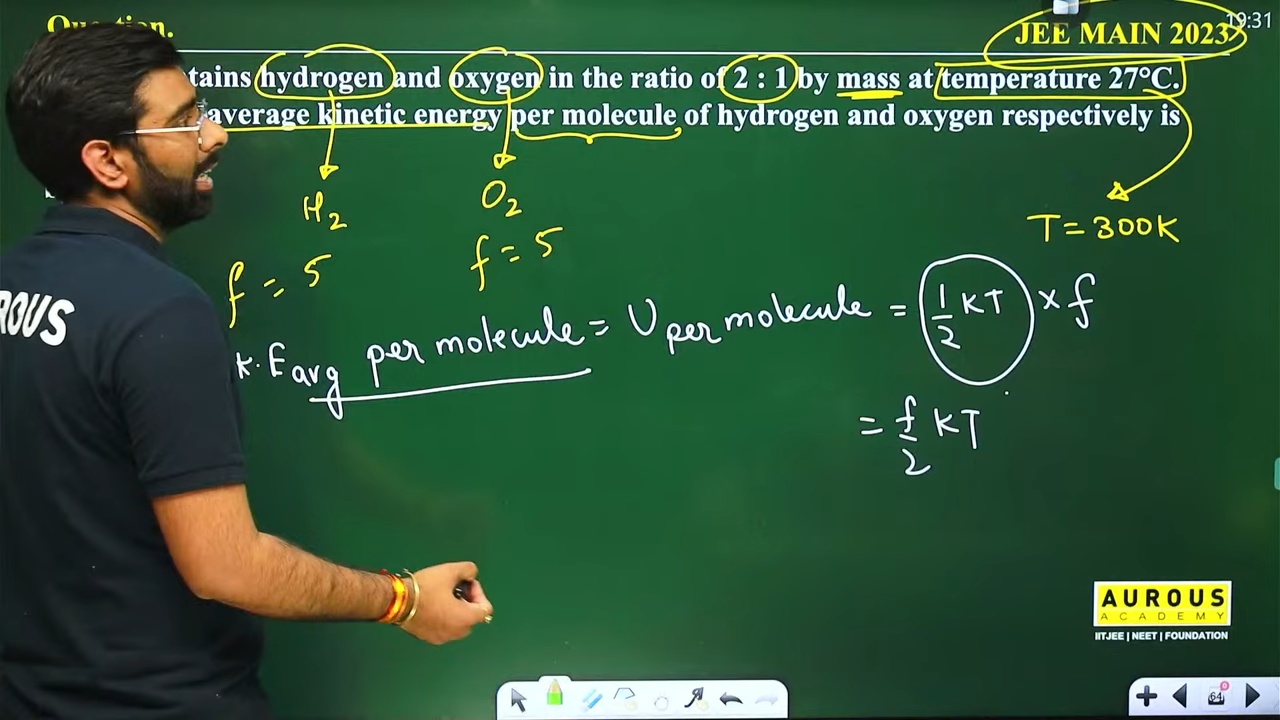 Question.
JEE MAIN 2023
19:31
tains hydrogen and oxygen in the ratio of 2 : 1 by mass at temperature 27°C.
average kinetic energy per molecule of hydrogen and oxygen respectively is
H2 O2
T = 300K
f = 5 f = 5
K.E avg per molecule = U per molecule = 1/2 KT × f
= f/2 KT
ROUS
AUROUS
ACADEMY
IITJEE | NEET | FOUNDATION
64